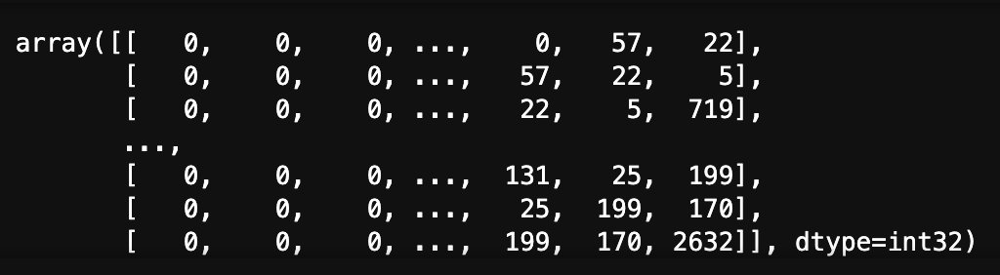 array([[   0,    0,    0, ...,    0,   57,   22],
       [   0,    0,    0, ...,   57,   22,    5],
       [   0,    0,    0, ...,   22,    5,  719],
       ...,
       [   0,    0,    0, ...,  131,   25,  199],
       [   0,    0,    0, ...,   25,  199,  170],
       [   0,    0,    0, ...,  199,  170, 2632]], dtype=int32)